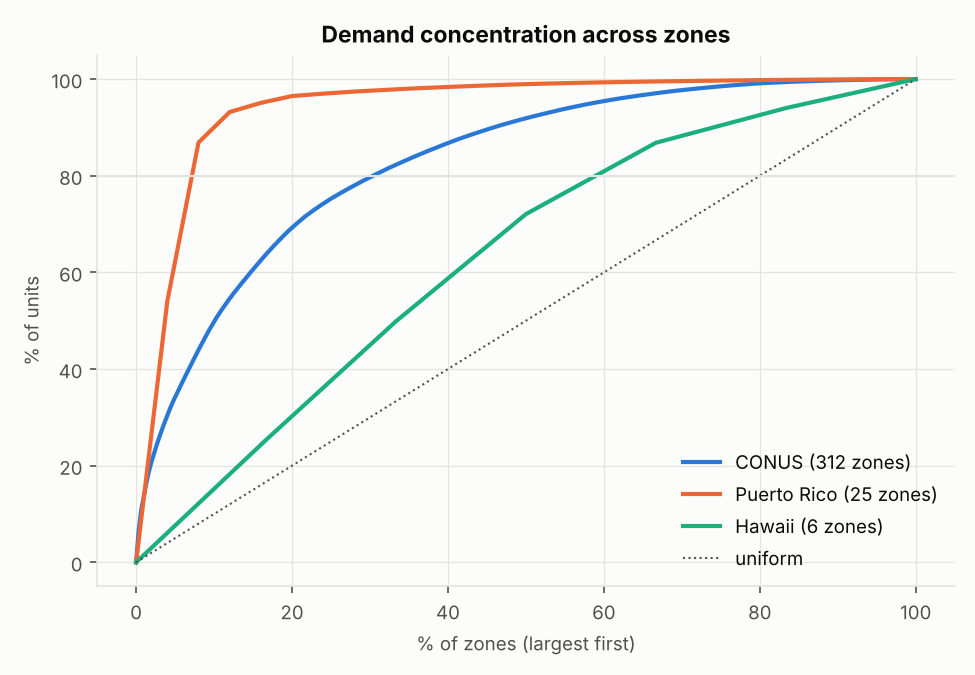 Demand concentration across zones
100
80
60
40
20
0
% of units
0 20 40 60 80 100
% of zones (largest first)
CONUS (312 zones)
Puerto Rico (25 zones)
Hawaii (6 zones)
uniform